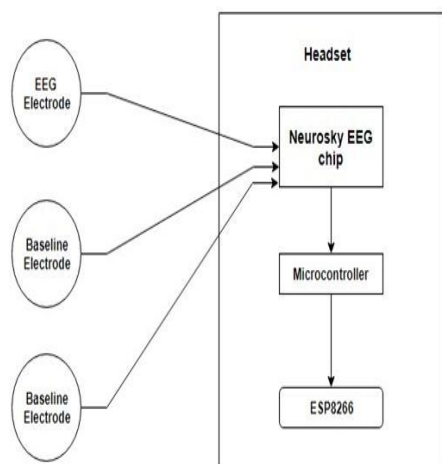 Headset
EEG
Electrode
Neurosky EEG
chip
Baseline
Electrode
Microcontroller
Baseline
Electrode
ESP8266